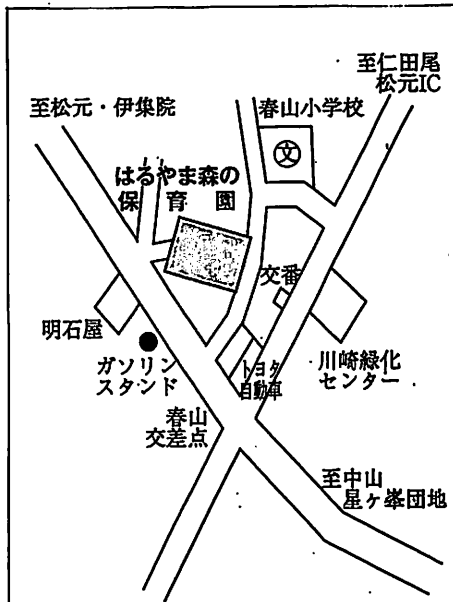 至仁田尾
松元IC
至松元・伊集院
春山小学校
文
はるやま森の
保育園
交番
明石屋
ガソリン
スタンド
トヨタ
自動車
川崎緑化
センター
春山
交差点
至中山
星ヶ峯団地